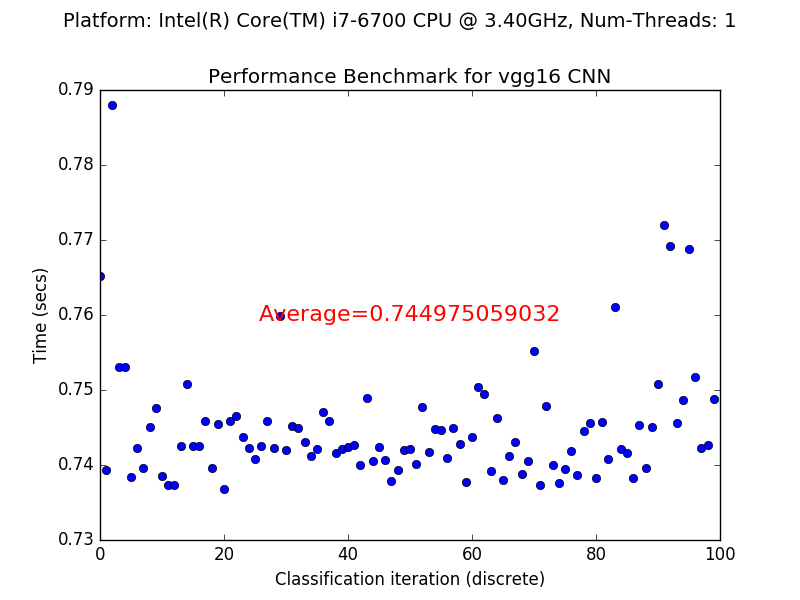 Platform: Intel(R) Core(TM) i7-6700 CPU @ 3.40GHz, Num-Threads: 1
Performance Benchmark for vgg16 CNN
0.79
0.78
0.77
0.76
0.75
0.74
0.73
Time (secs)
Average=0.744975059032
0 20 40 60 80 100
Classification iteration (discrete)